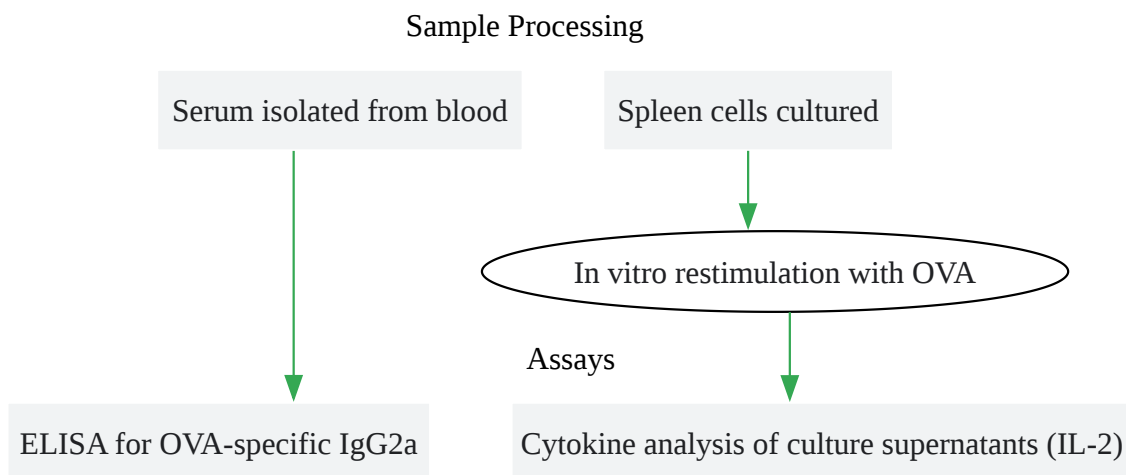 Sample Processing
Serum isolated from blood
Spleen cells cultured
In vitro restimulation with OVA
Assays
ELISA for OVA-specific IgG2a
Cytokine analysis of culture supernatants (IL-2)